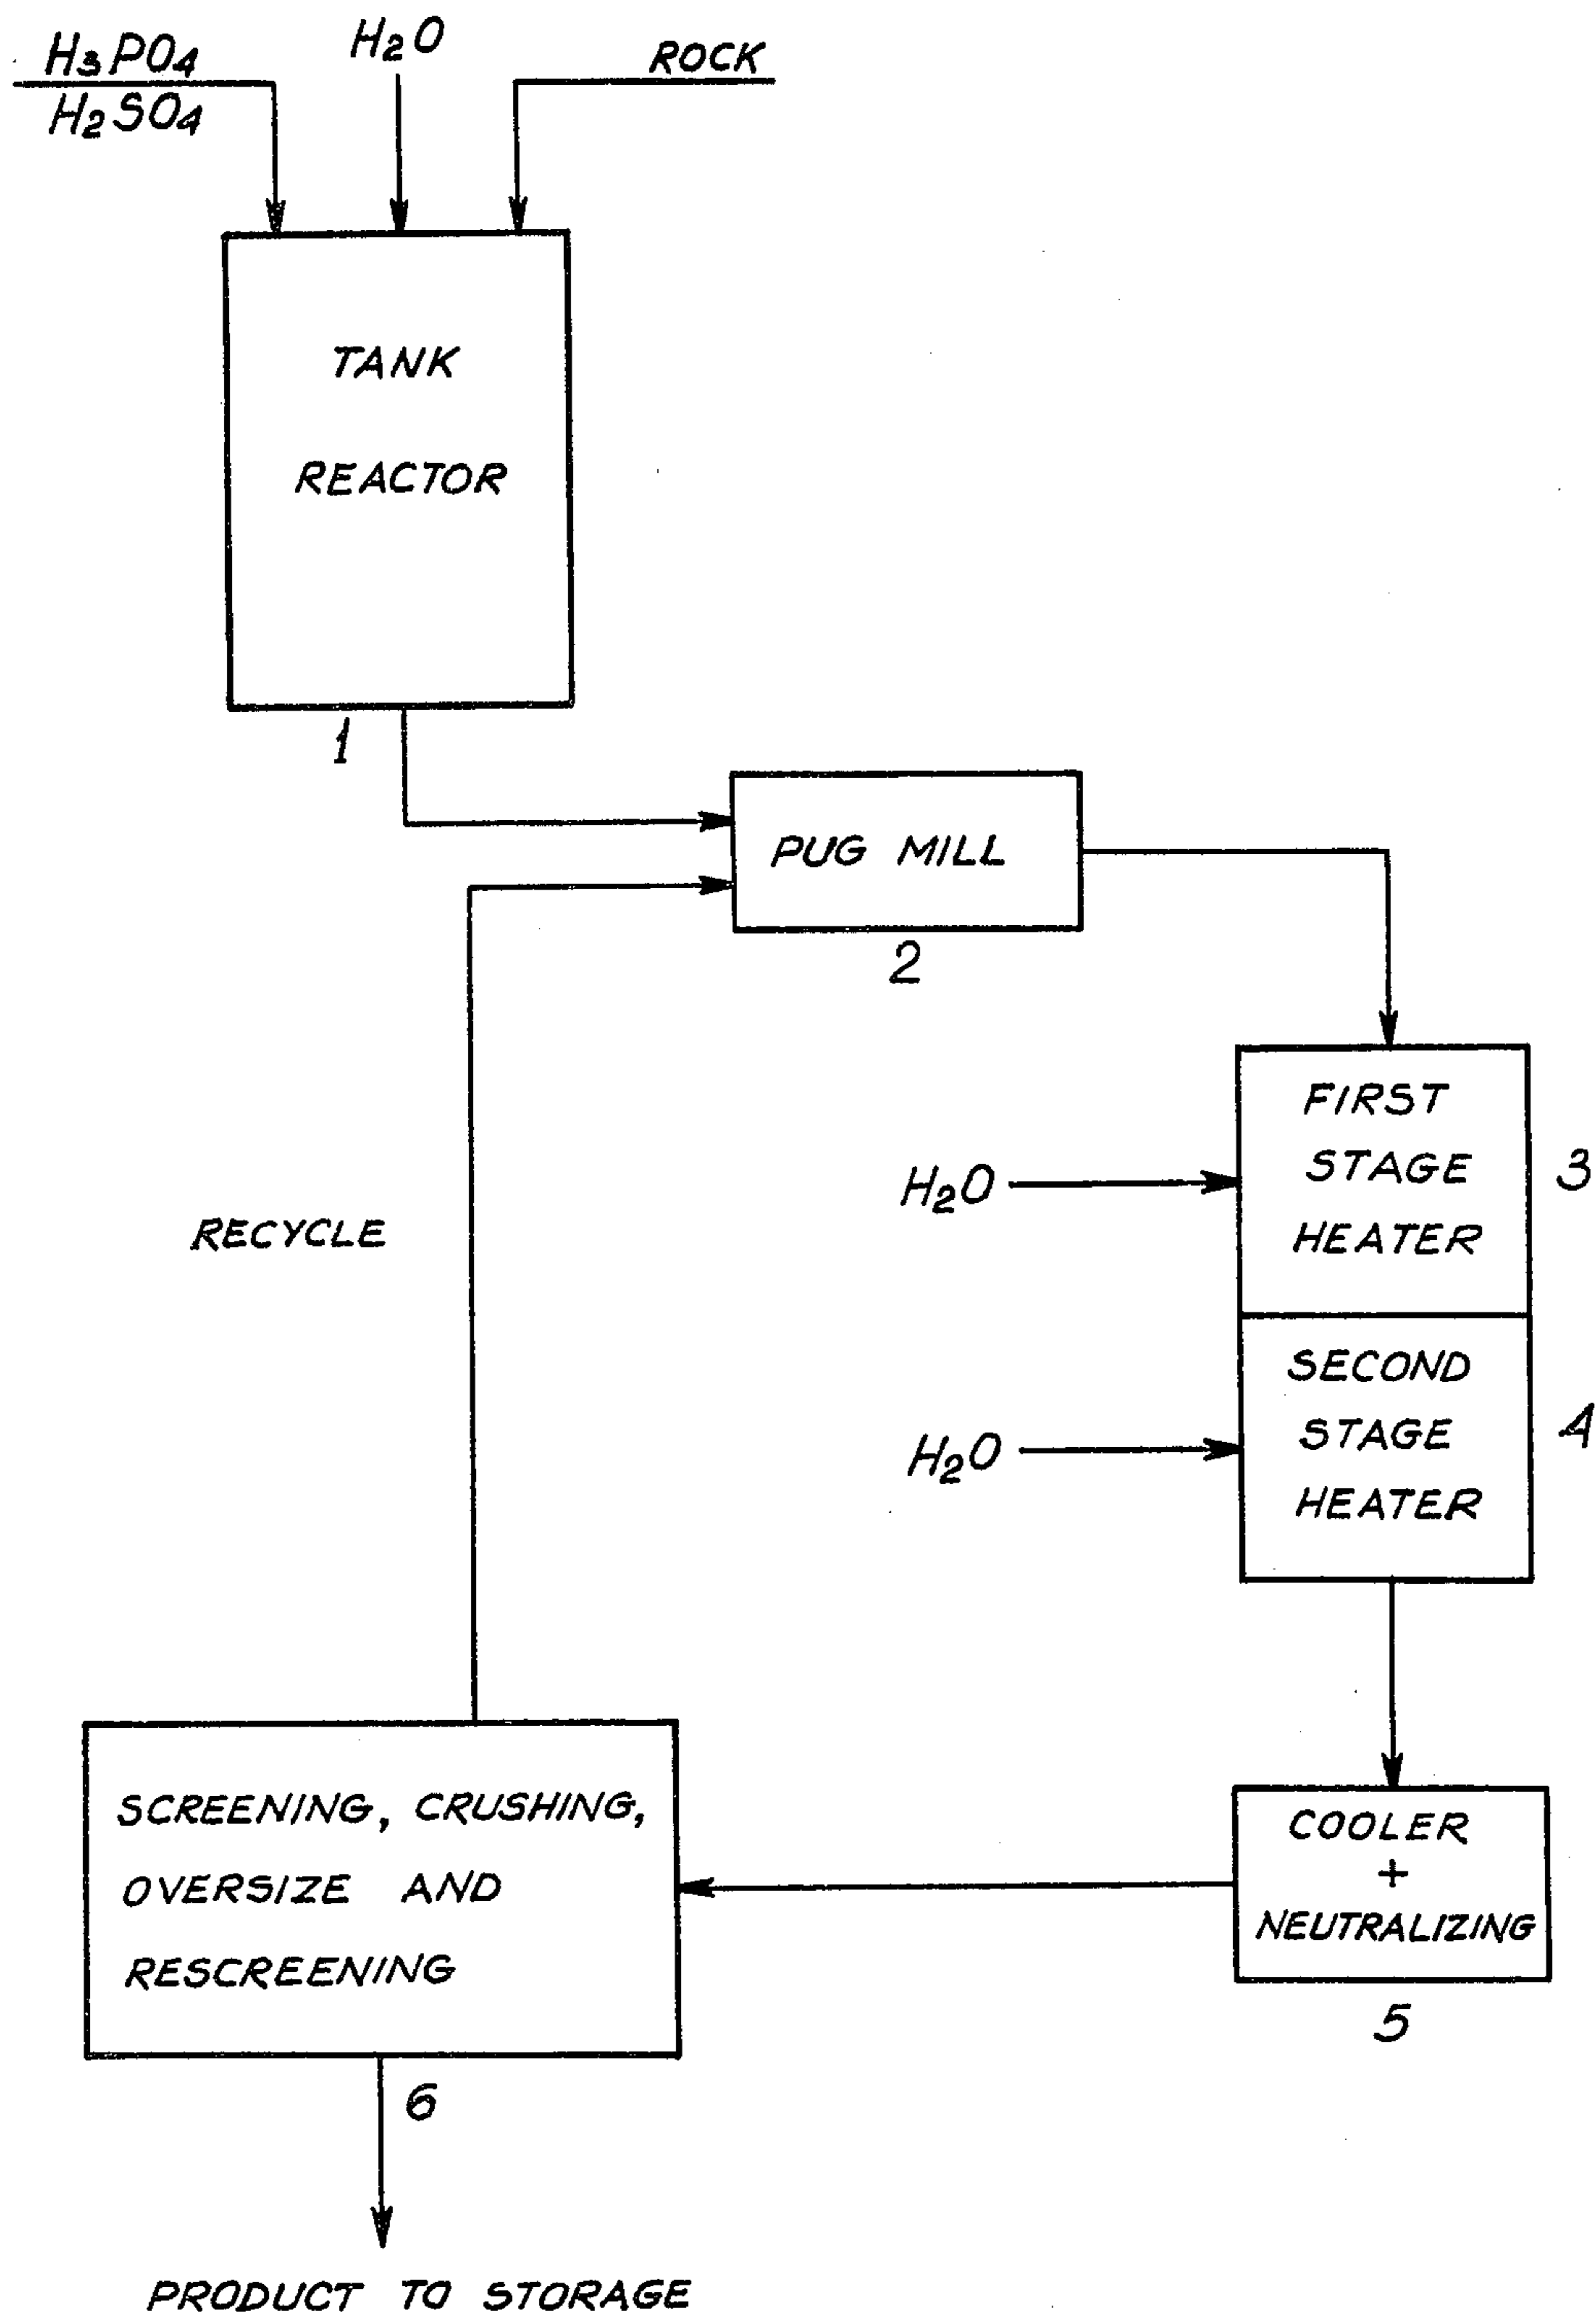 H₃PO₄
H₂SO₄
H₂O
ROCK
TANK
REACTOR
1
PUG MILL
2
FIRST
STAGE
HEATER
3
H₂O
RECYCLE
SECOND
STAGE
HEATER
4
H₂O
SCREENING, CRUSHING,
OVERSIZE AND
RESCREENING
6
COOLER
+
NEUTRALIZING
5
PRODUCT TO STORAGE